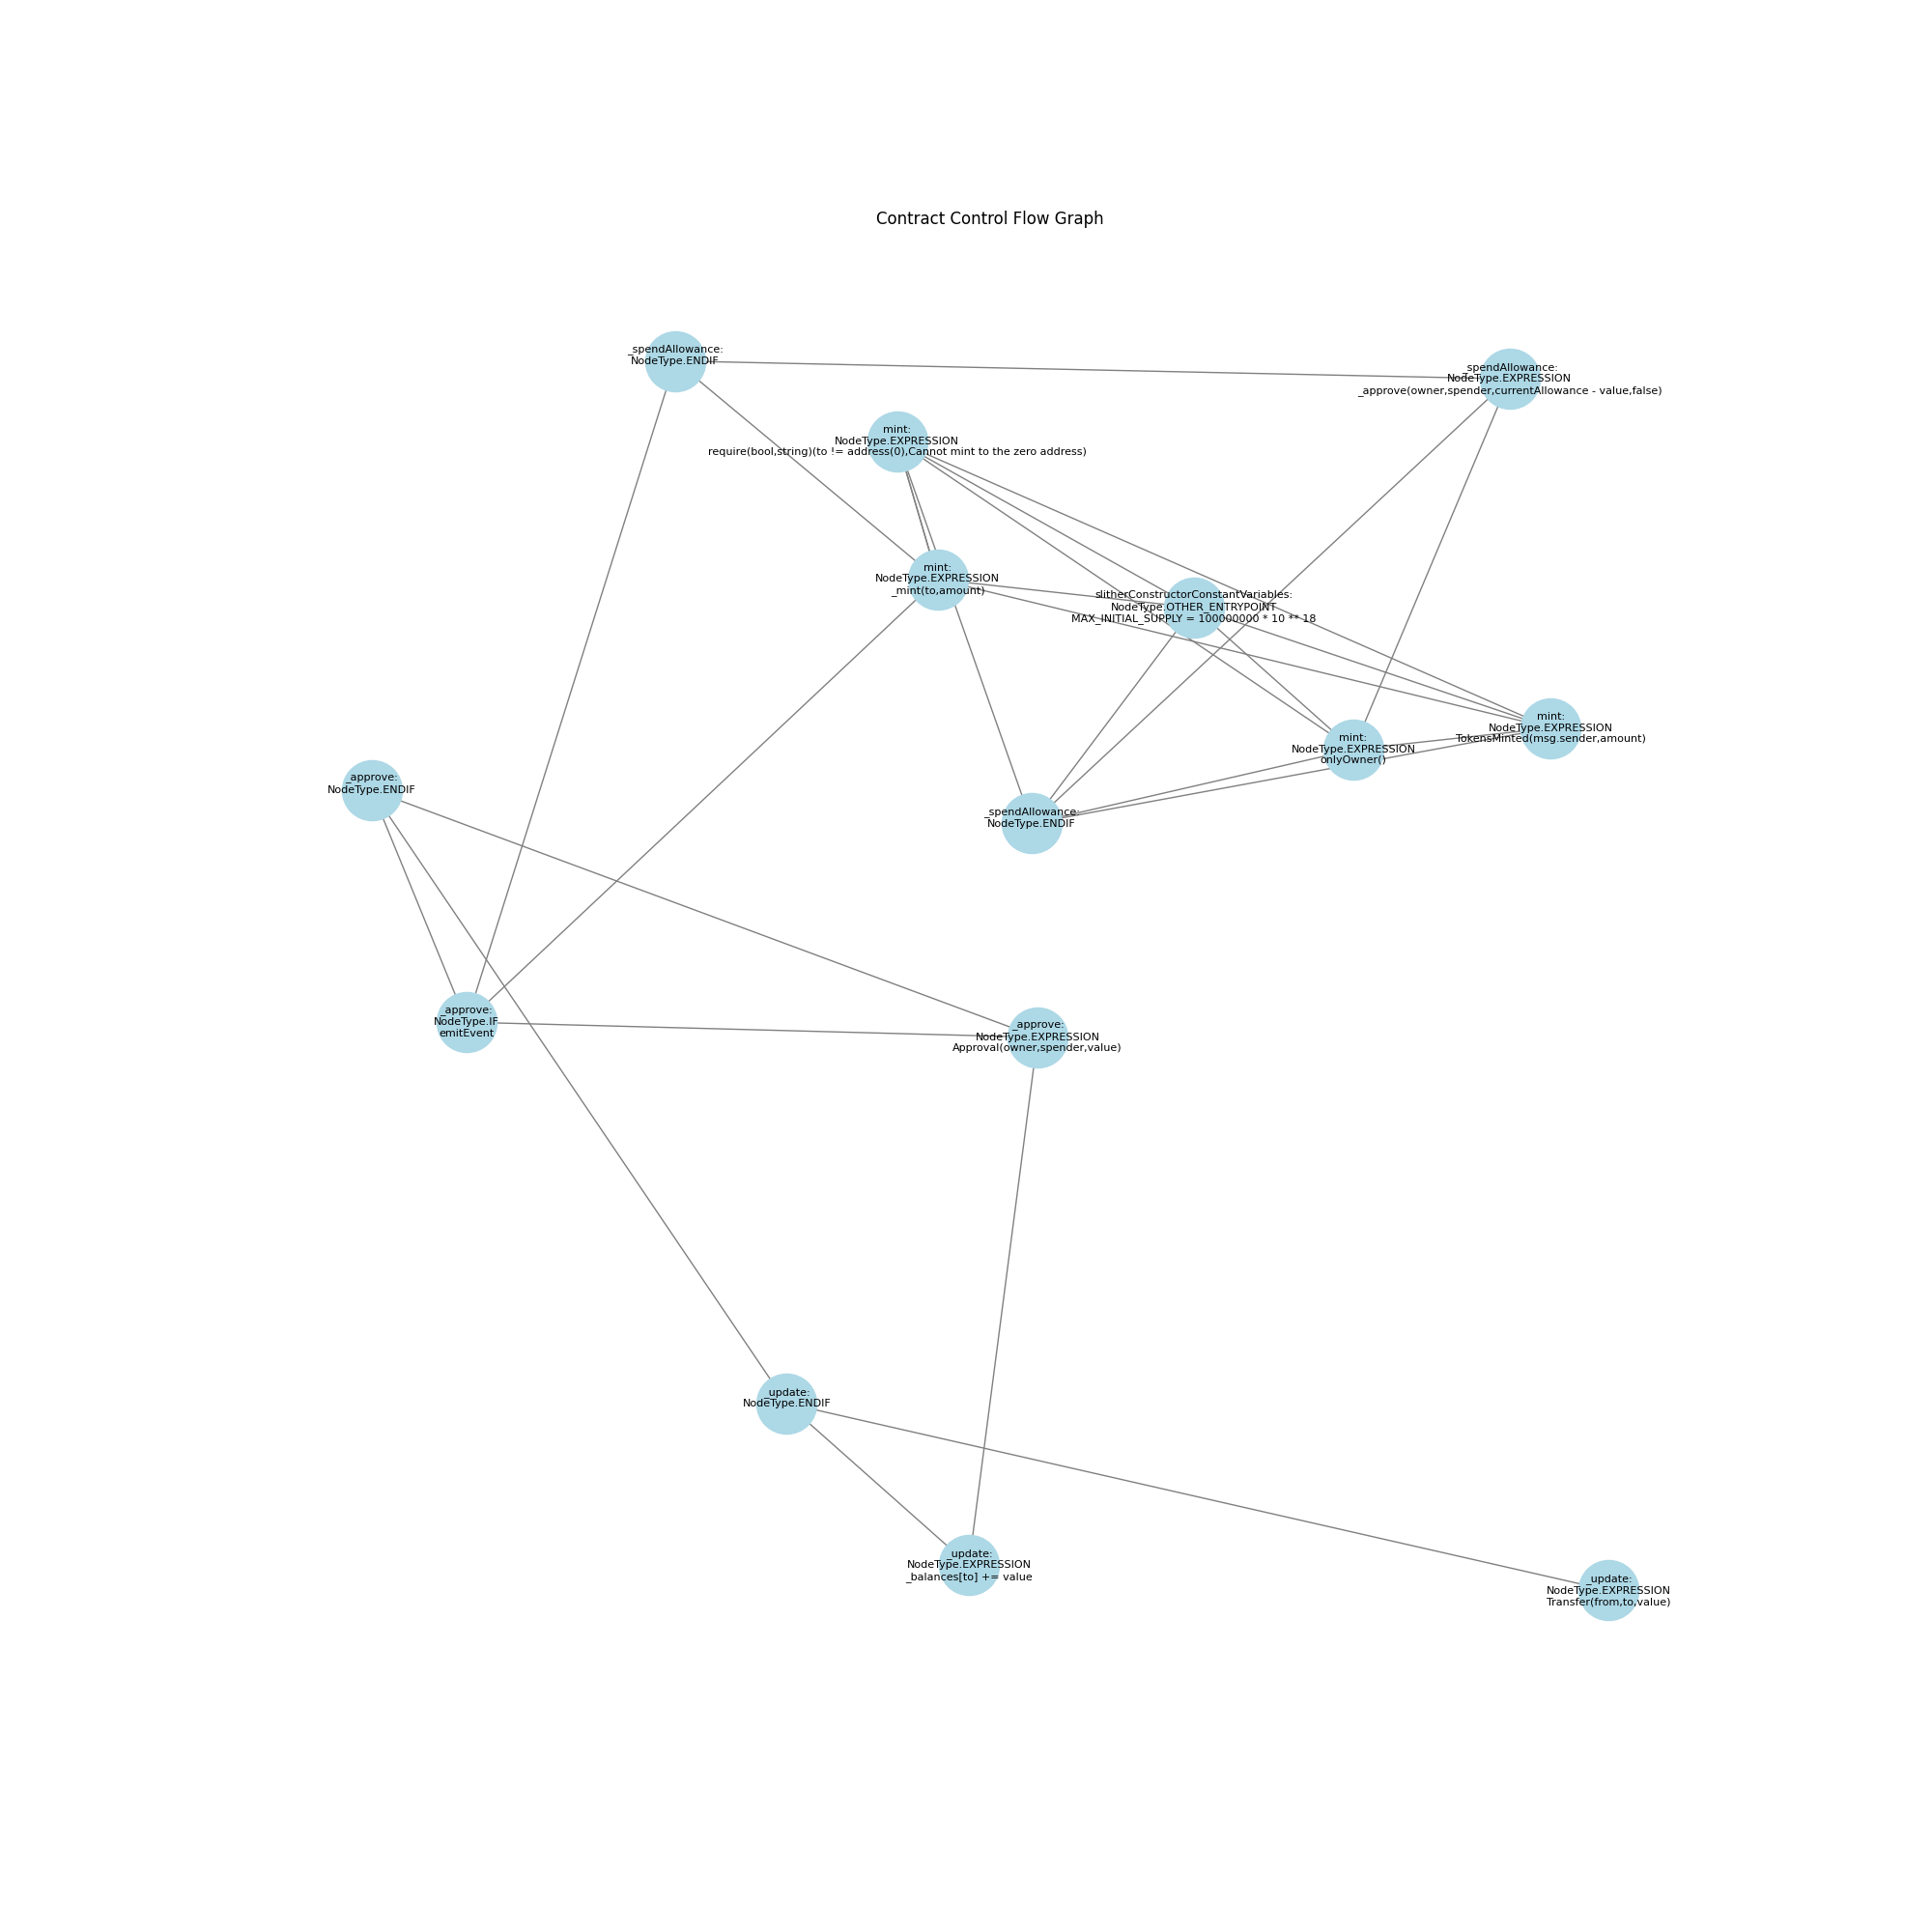 Contract Control Flow Graph
_spendAllowance:
NodeType.ENDIF
_spendAllowance:
NodeType.EXPRESSION
_approve(owner,spender,currentAllowance - value,false)
mint:
NodeType.EXPRESSION
require(bool,string)(to != address(0),Cannot mint to the zero address)
mint:
NodeType.EXPRESSION
_mint(to,amount)
slitherConstructorConstantVariables:
NodeType.OTHER_ENTRYPOINT
MAX_INITIAL_SUPPLY = 100000000 * 10 ** 18
mint:
NodeType.EXPRESSION
TokensMinted(msg.sender,amount)
mint:
NodeType.EXPRESSION
onlyOwner()
_approve:
NodeType.ENDIF
_spendAllowance:
NodeType.ENDIF
_approve:
NodeType.IF
emitEvent
_approve:
NodeType.EXPRESSION
Approval(owner,spender,value)
_update:
NodeType.ENDIF
_update:
NodeType.EXPRESSION
_balances[to] += value
_update:
NodeType.EXPRESSION
Transfer(from,to,value)